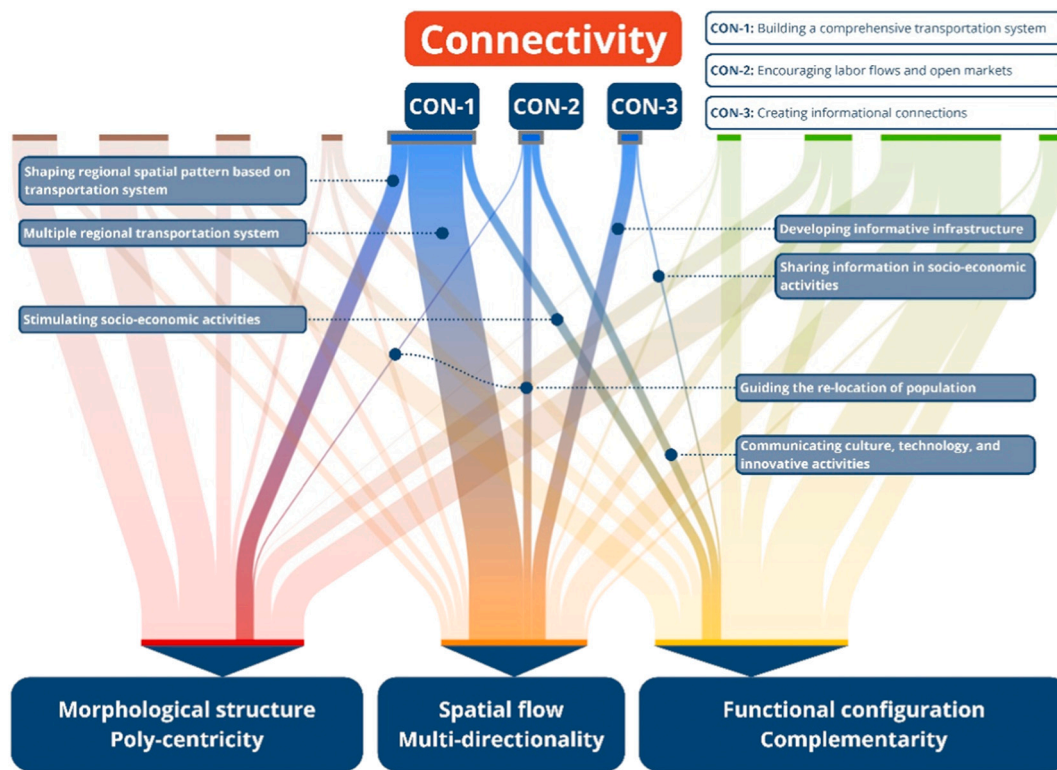 Connectivity
CON-1: Building a comprehensive transportation system
CON-2: Encouraging labor flows and open markets
CON-3: Creating informational connections
CON-1
CON-2
CON-3
Shaping regional spatial pattern based on
transportation system
Multiple regional transportation system
Developing informative infrastructure
Sharing information in socio-economic
activities
Stimulating socio-economic activities
Guiding the re-location of population
Communicating culture, technology, and
innovative activities
Morphological structure
Poly-centricity
Spatial flow
Multi-directionality
Functional configuration
Complementarity